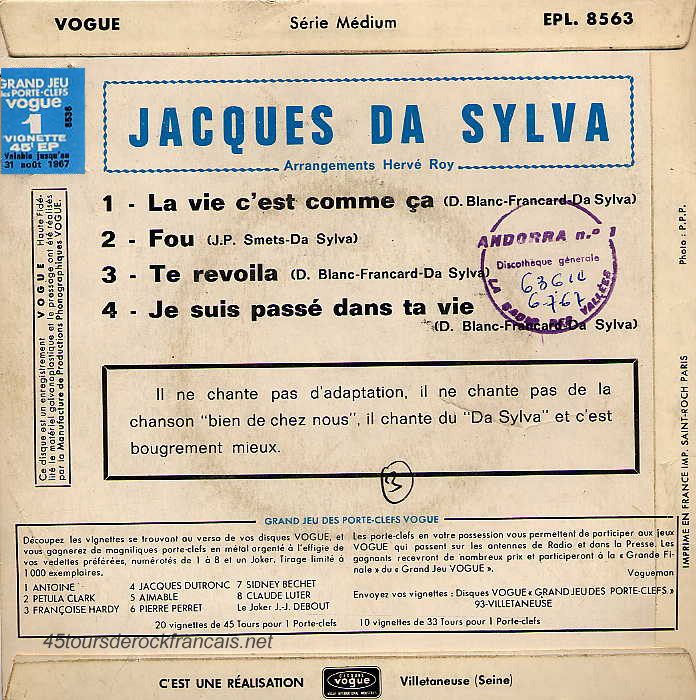 VOGUE Série Médium EPL. 8563
GRAND JEU
des PORTE-CLEFS
vogue
1
VIGNETTE
45t EP
Valable jusqu'au
31 août 1967
8536
JACQUES DA SYLVA
Arrangements Hervé Roy
1 - La vie c'est comme ça (D. Blanc-Francard-Da Sylva)
2 - Fou (J.P. Smets-Da Sylva)
3 - Te revoila (D. Blanc-Francard-Da Sylva)
4 - Je suis passé dans ta vie
(D. Blanc-Francard-Da Sylva)
ANDORRA n.º 1
Discothèque générale
LA RADIO DES VALLÉES
Photo : P.P.P.
VOGUE Haute Fidé-
Ce disque est un enregistrement
lité le matériel galvanoplastique et le pressage ont été réalisés
par la Manufacture de Productions Phonographiques VOGUE.
Il ne chante pas d'adaptation, il ne chante pas de la
chanson "bien de chez nous", il chante du "Da Sylva" et c'est
bougrement mieux.
3
IMPRIME EN FRANCE IMP. SAINT-ROCH PARIS
GRAND JEU DES PORTE-CLEFS VOGUE
Découpez les vignettes se trouvant au verso de vos disques VOGUE, et
vous gagnerez de magnifiques porte-clefs en métal argenté à l'effigie de
vos vedettes préférées, numérotés de 1 à 8 et un Joker. Tirage limité à
1000 exemplaires.
1 ANTOINE 4 JACQUES DUTRONC 7 SIDNEY BECHET
2 PETULA CLARK 5 AIMABLE 8 CLAUDE LUTER
3 FRANÇOISE HARDY 6 PIERRE PERRET Le Joker J.-J. DEBOUT
20 vignettes de 45 Tours pour 1 Porte-clefs
Les porte-clefs en votre possession vous permettent de participer aux jeux
VOGUE qui passent sur les antennes de Radio et dans la Presse. Les
gagnants recevront de nombreux prix et participeront à la « Grande Fi-
nale » du « Grand Jeu VOGUE ».
Vogueman
Envoyez vos vignettes : Disques VOGUE « GRAND JEU DES PORTE-CLEFS »
93-VILLETANEUSE
10 vignettes de 33 Tours pour 1 Porte-clefs
45toursderockfrancais.net
C'EST UNE RÉALISATION disques vogue Villetaneuse (Seine)